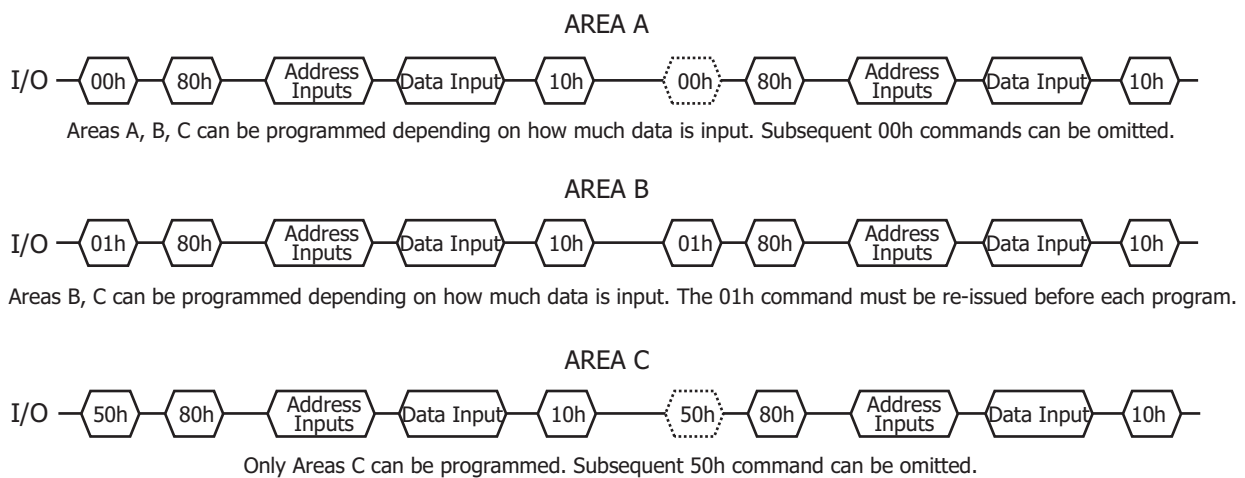 AREA A
I/O 00h 80h Address Inputs Data Input 10h 00h 80h Address Inputs Data Input 10h
Areas A, B, C can be programmed depending on how much data is input. Subsequent 00h commands can be omitted.
AREA B
I/O 01h 80h Address Inputs Data Input 10h 01h 80h Address Inputs Data Input 10h
Areas B, C can be programmed depending on how much data is input. The 01h command must be re-issued before each program.
AREA C
I/O 50h 80h Address Inputs Data Input 10h 50h 80h Address Inputs Data Input 10h
Only Areas C can be programmed. Subsequent 50h command can be omitted.